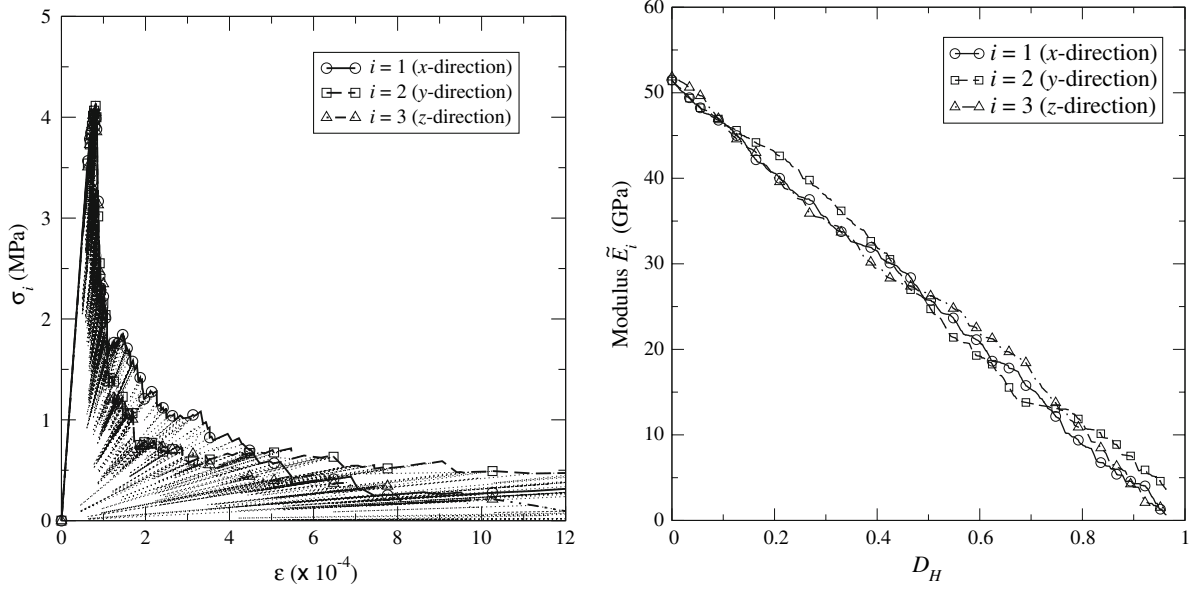 5
4
3
2
1
0
σi (MPa)
0 2 4 6 8 10 12
ε (x 10-4)
i = 1 (x-direction)
i = 2 (y-direction)
i = 3 (z-direction)
60
50
40
30
20
10
0
Modulus Ẽi (GPa)
0 0.2 0.4 0.6 0.8 1
DH
i = 1 (x-direction)
i = 2 (y-direction)
i = 3 (z-direction)